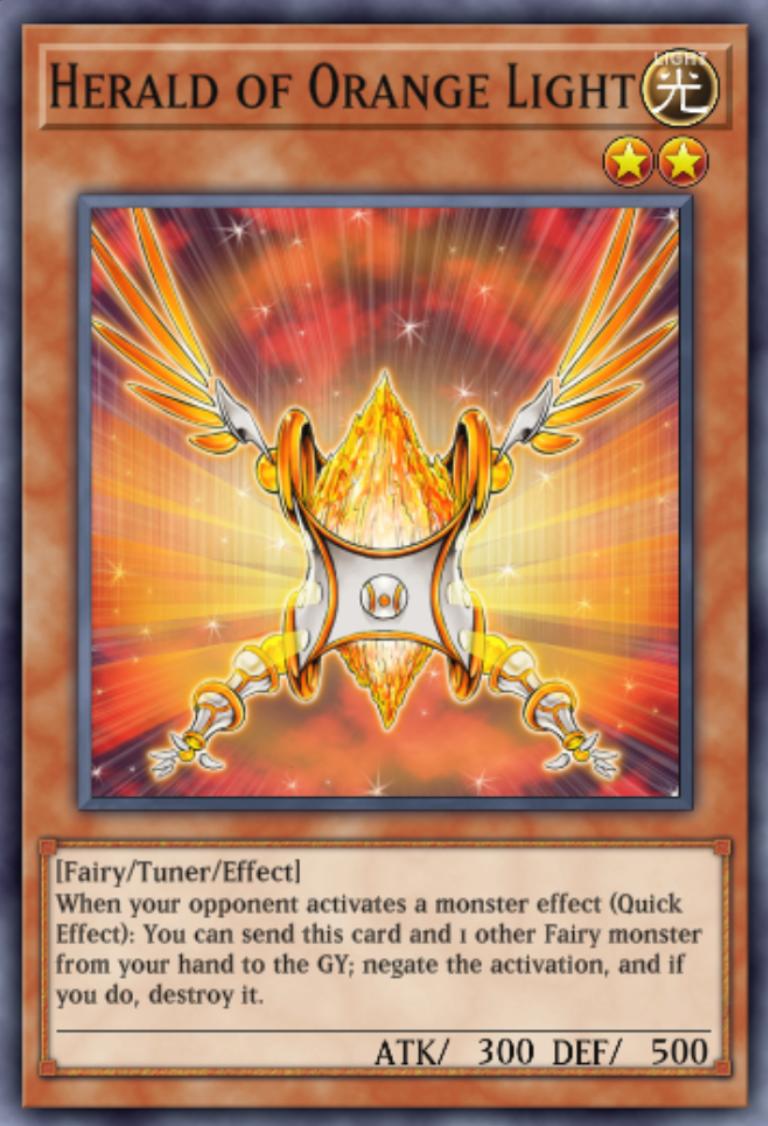 HERALD OF ORANGE LIGHT
LIGHT
光
[Fairy/Tuner/Effect]
When your opponent activates a monster effect (Quick
Effect): You can send this card and 1 other Fairy monster
from your hand to the GY; negate the activation, and if
you do, destroy it.
ATK/ 300 DEF/ 500